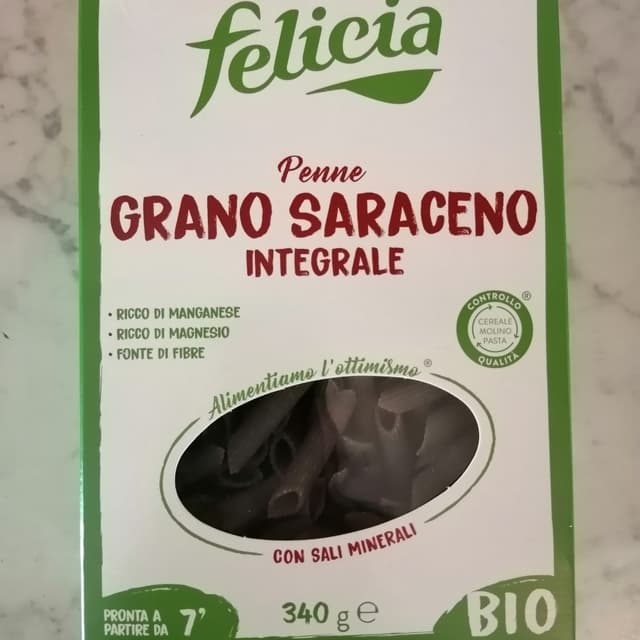 felicia
Penne
GRANO SARACENO
INTEGRALE
• RICCO DI MANGANESE
• RICCO DI MAGNESIO
• FONTE DI FIBRE
CONTROLLO ®
CEREALE
MOLINO
PASTA
QUALITÀ
Alimentiamo l'ottimismo ®
CON SALI MINERALI
PRONTA A
PARTIRE DA 7'
340 g e
BIO